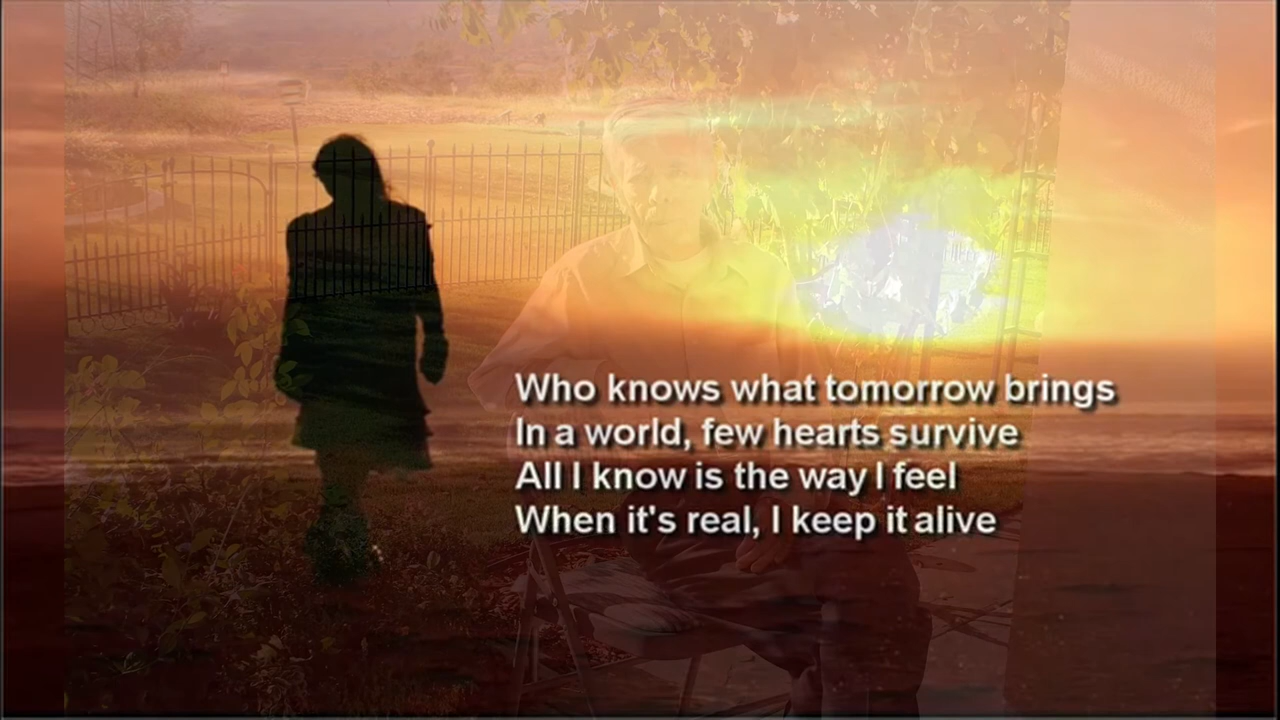 Who knows what tomorrow brings
In a world, few hearts survive
All I know is the way I feel
When it's real, I keep it alive